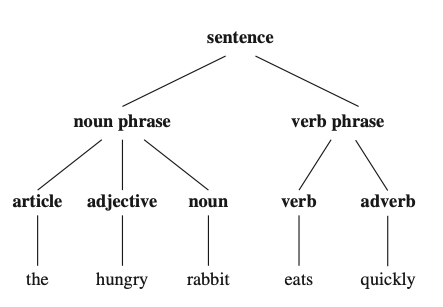 sentence
noun phrase verb phrase
article adjective noun verb adverb
the hungry rabbit eats quickly